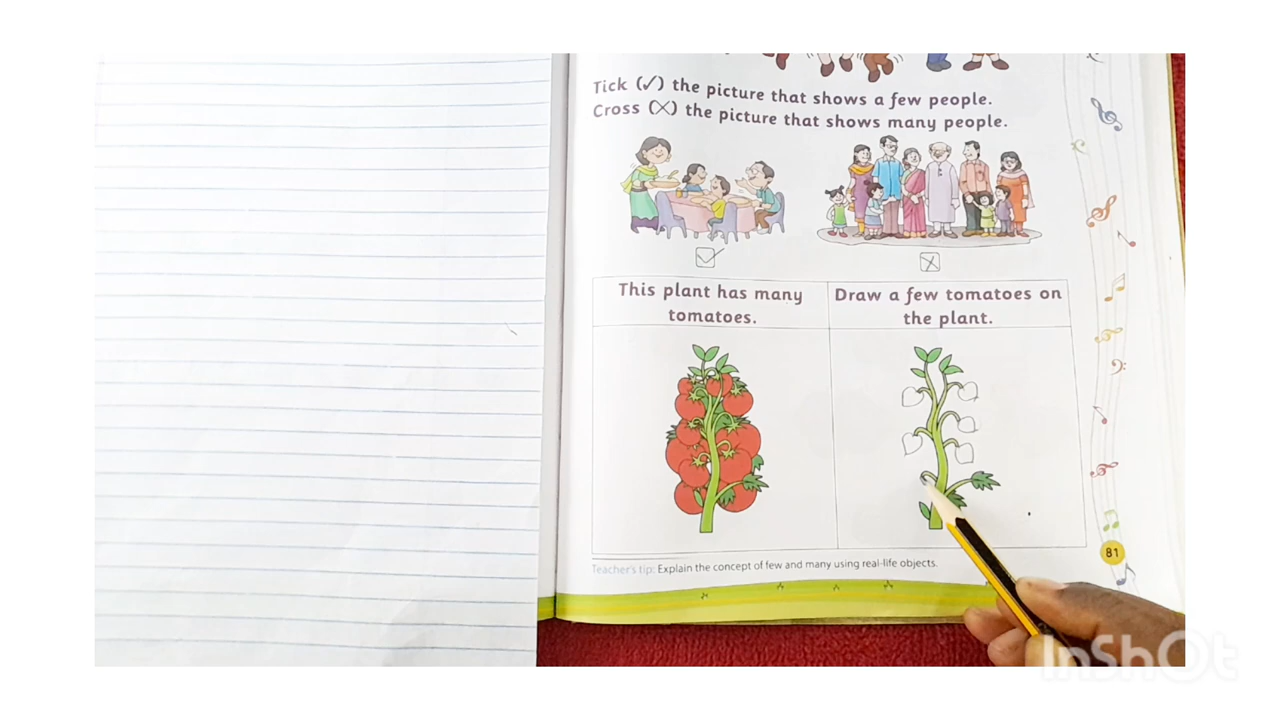 Tick (✓) the picture that shows a few people.
Cross (✗) the picture that shows many people.
This plant has many
tomatoes.
Draw a few tomatoes on
the plant.
Teacher's tip: Explain the concept of few and many using real-life objects.
81
InShOt